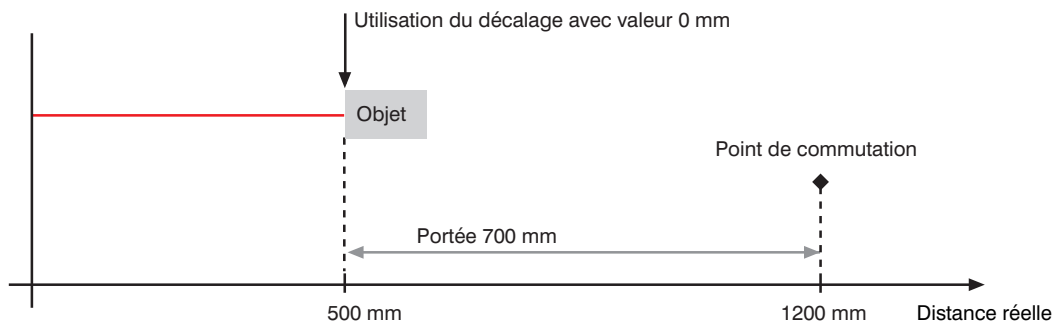 Utilisation du décalage avec valeur 0 mm
Objet
Point de commutation
Portée 700 mm
500 mm
1200 mm
Distance réelle